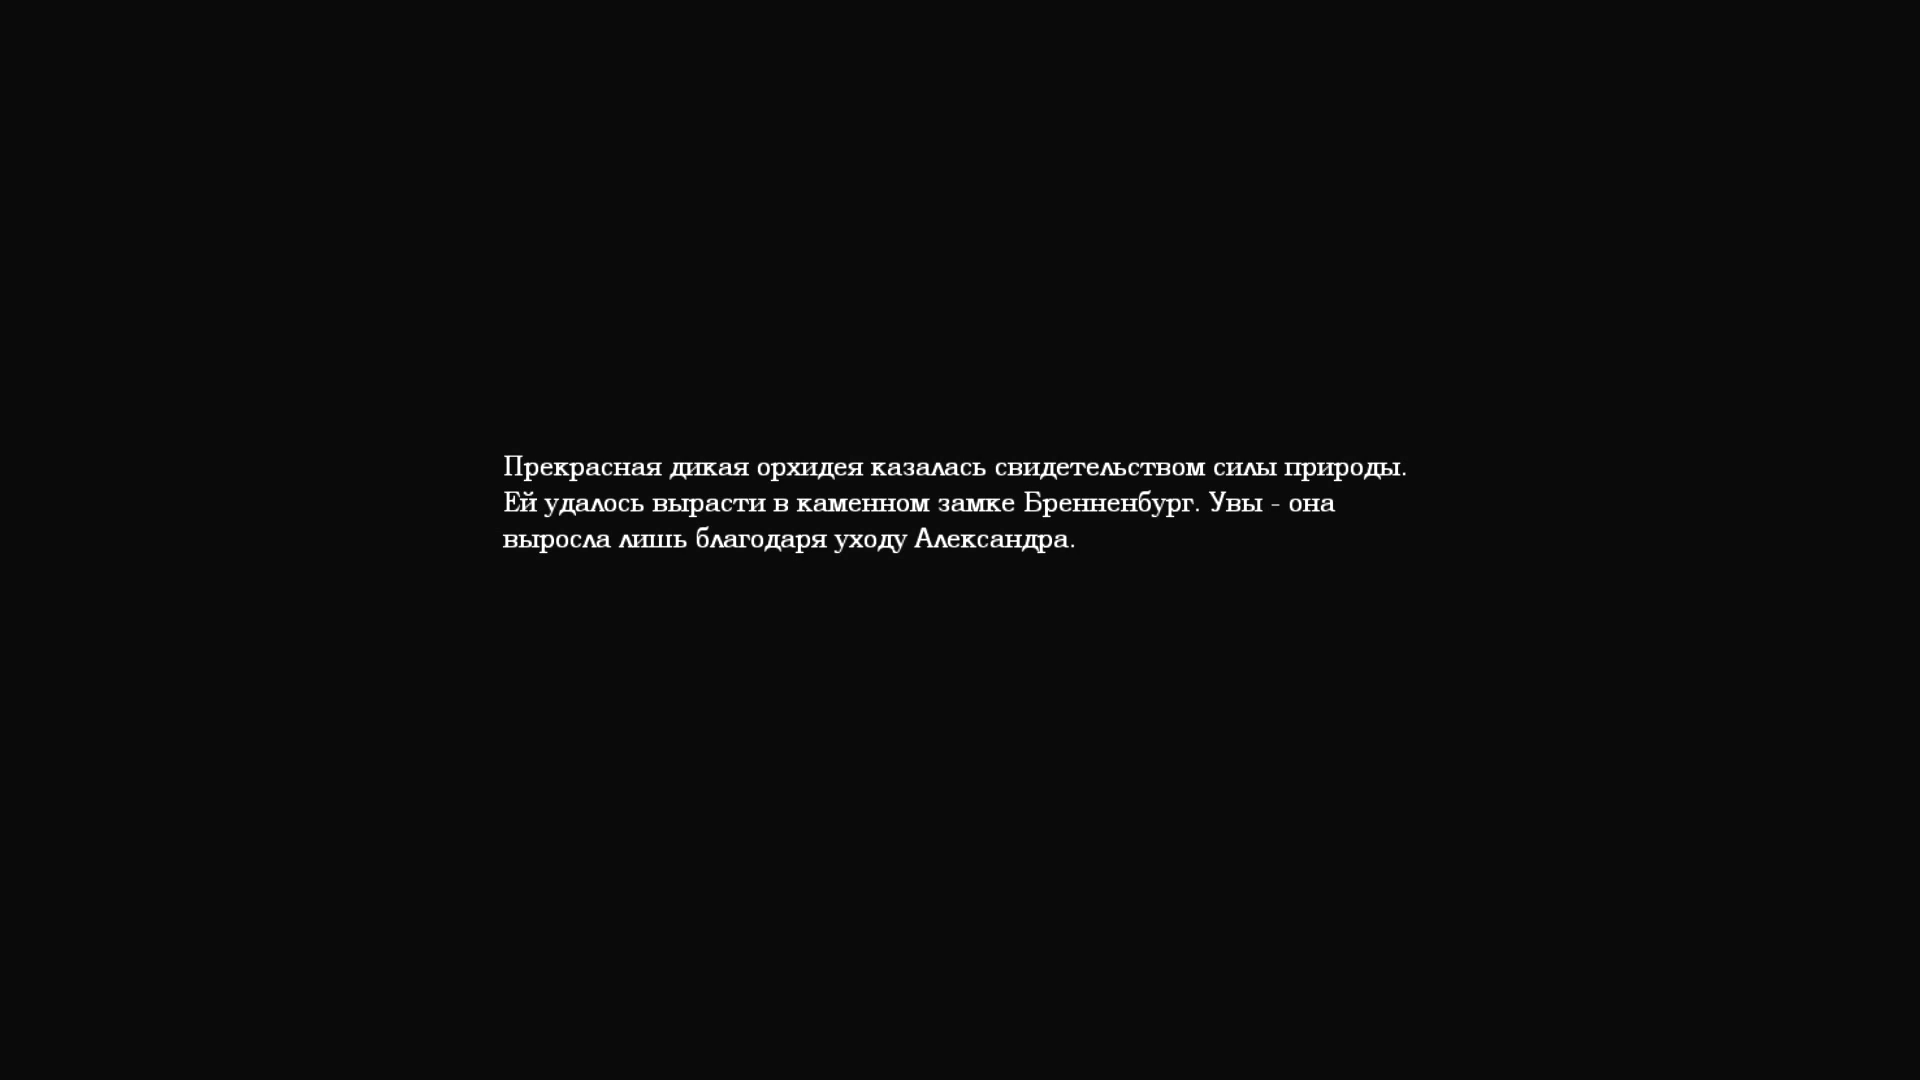 Прекрасная дикая орхидея казалась свидетельством силы природы.
Ей удалось вырасти в каменном замке Бренненбург. Увы - она
выросла лишь благодаря уходу Александра.